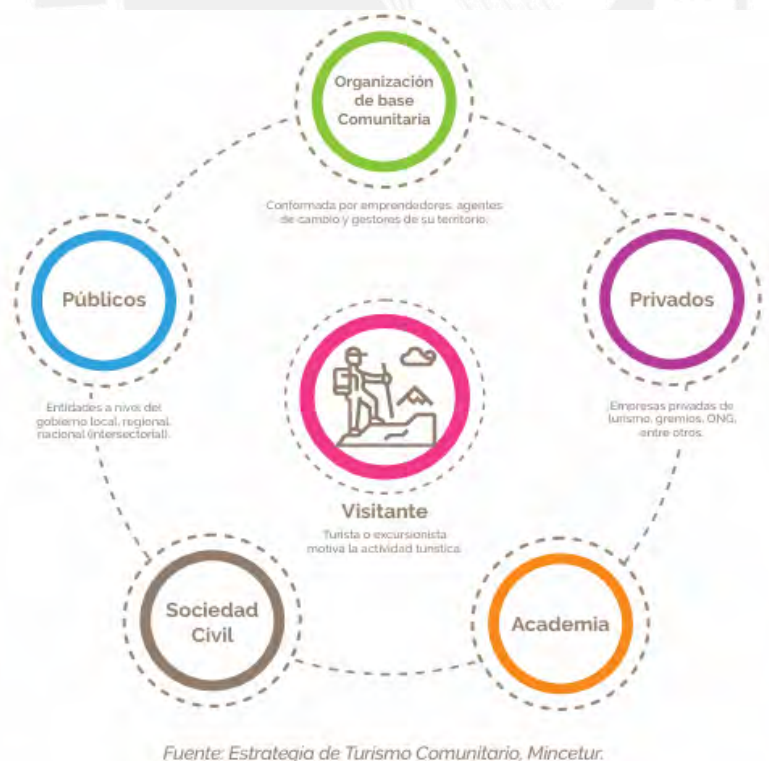 Organización
de base
Comunitaria
Conformada por emprendedores, agentes
de cambio y gestores de su territorio.
Públicos
Entidades a nivel del
gobierno local, regional,
nacional (intersectorial).
Privados
Empresas privadas de
turismo, gremios, ONG,
entre otros.
Visitante
Turista o excursionista
motiva la actividad turística.
Sociedad
Civil
Academia
Fuente: Estrategia de Turismo Comunitario, Mincetur.